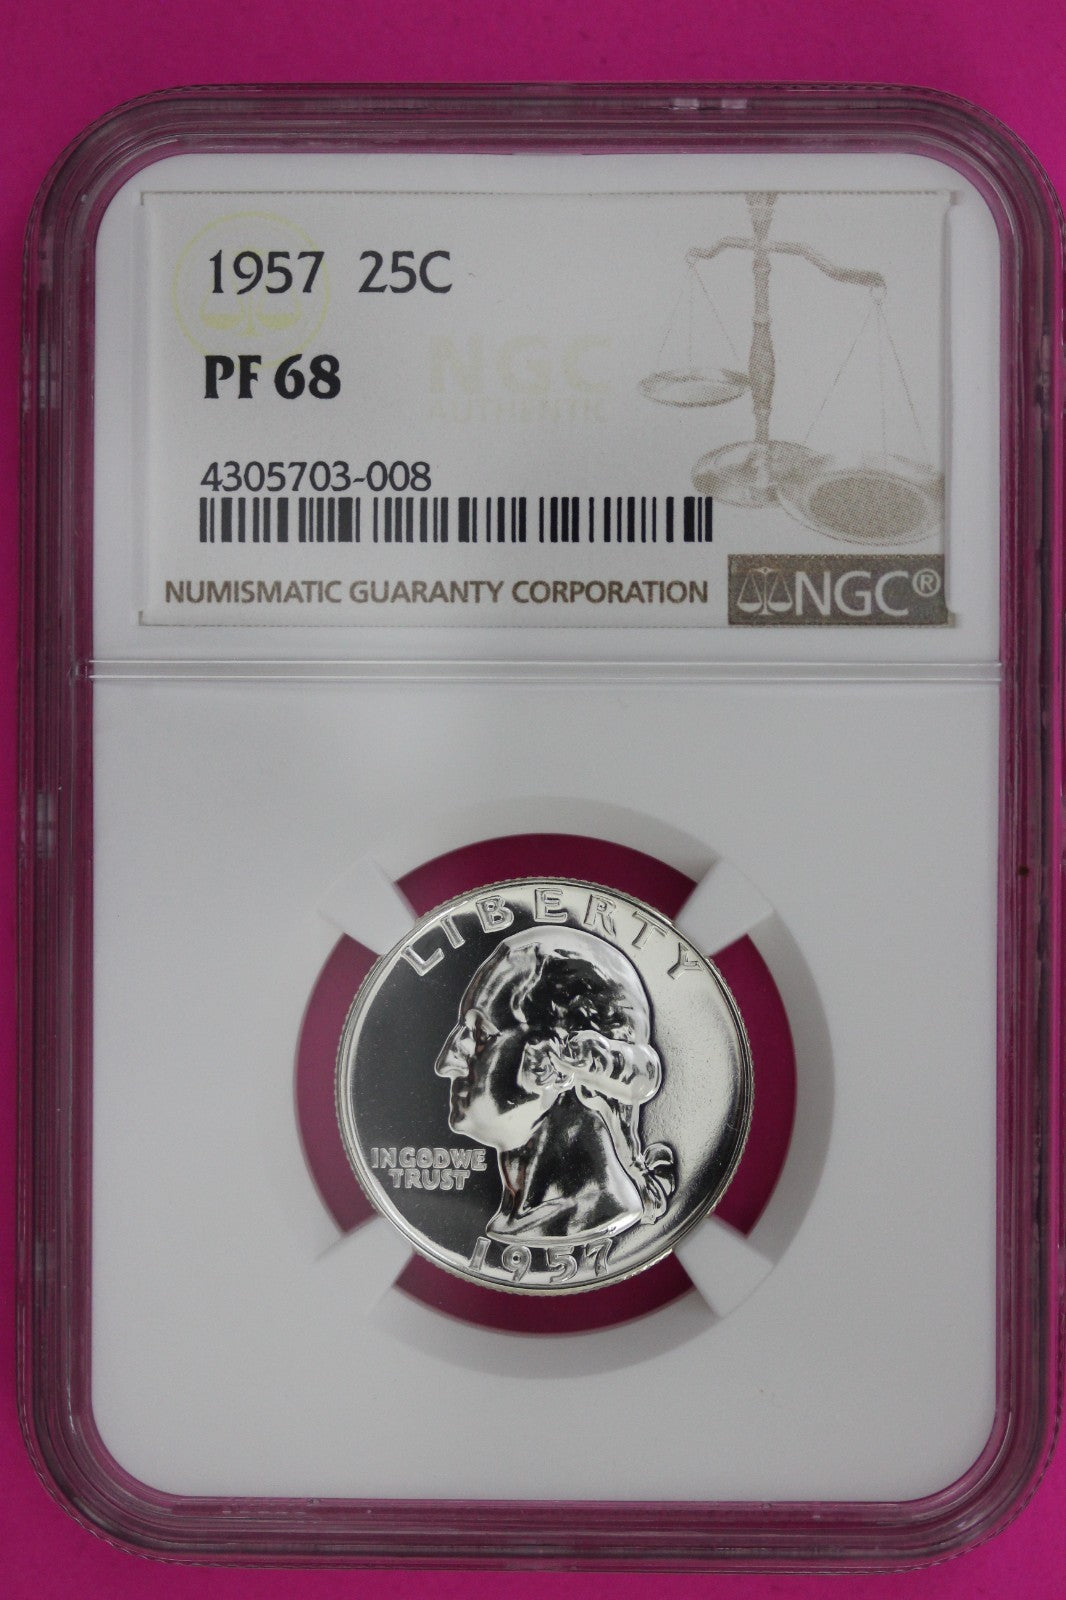 1957 25C
PF 68
NGC
AUTHENTIC
4305703-008
NUMISMATIC GUARANTY CORPORATION
NGC®
LIBERTY
IN GOD WE
TRUST
1957